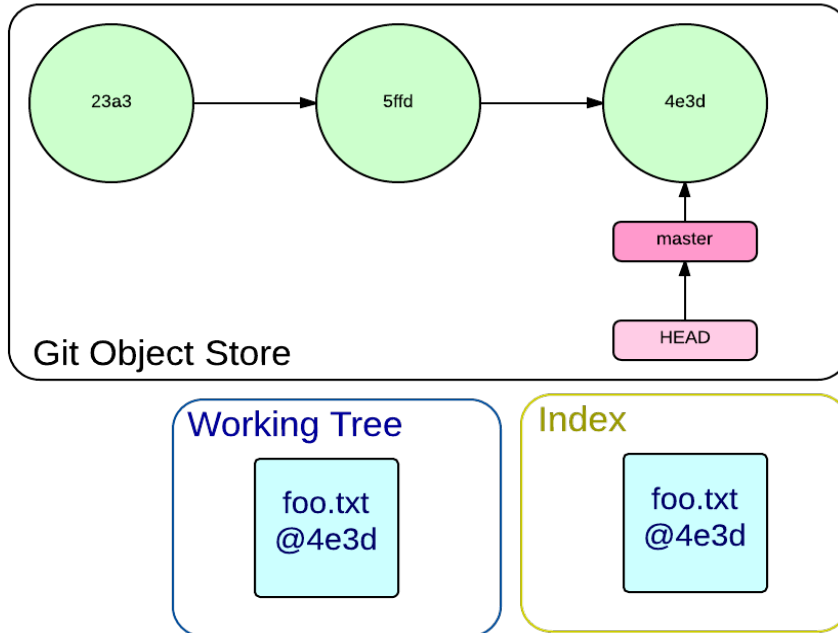 23a3
5ffd
4e3d
master
HEAD
Git Object Store
Working Tree
foo.txt
@4e3d
Index
foo.txt
@4e3d